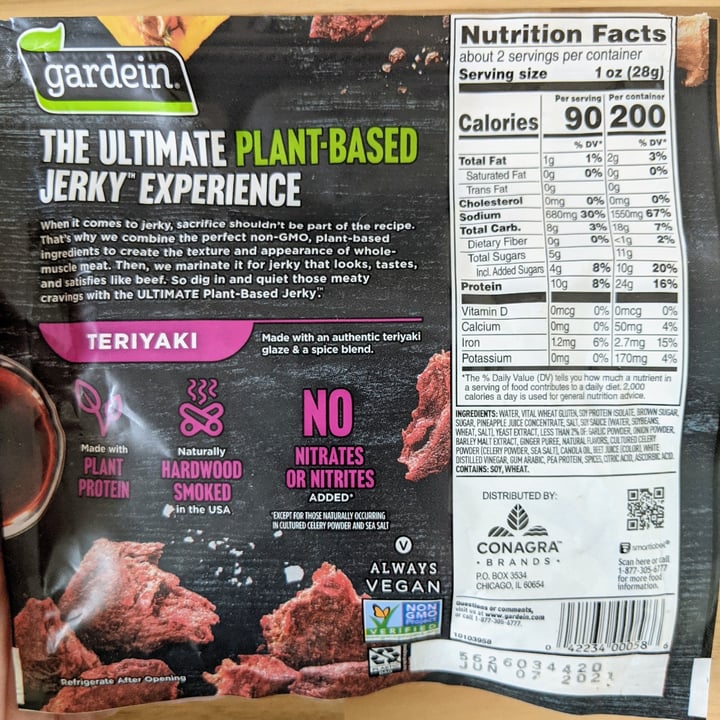 gardein.
THE ULTIMATE PLANT-BASED
JERKY™ EXPERIENCE
When it comes to jerky, sacrifice shouldn't be part of the recipe.
That's why we combine the perfect non-GMO, plant-based
ingredients to create the texture and appearance of whole-
muscle meat. Then, we marinate it for jerky that looks, tastes,
and satisfies like beef. So dig in and quiet those meaty
cravings with the ULTIMATE Plant-Based Jerky™.
TERIYAKI
Made with an authentic teriyaki
glaze & a spice blend.
Made with
PLANT
PROTEIN
Naturally
HARDWOOD
SMOKED
in the USA
NO
NITRATES
OR NITRITES
ADDED*
*EXCEPT FOR THOSE NATURALLY OCCURRING
IN CULTURED CELERY POWDER AND SEA SALT
V
ALWAYS
VEGAN
NON
GMO
Project
VERIFIED
Refrigerate After Opening
Nutrition Facts
about 2 servings per container
Serving size 1 oz (28g)
Per serving Per container
Calories 90 200
% DV* % DV*
Total Fat 1g 1% 2g 3%
Saturated Fat 0g 0% 0g 0%
Trans Fat 0g 0g
Cholesterol 0mg 0% 0mg 0%
Sodium 680mg 30% 1550mg 67%
Total Carb. 8g 3% 18g 7%
Dietary Fiber 0g 0% <1g 2%
Total Sugars 5g 11g
Incl. Added Sugars 4g 8% 10g 20%
Protein 10g 8% 24g 16%
Vitamin D 0mcg 0% 0mcg 0%
Calcium 0mg 0% 50mg 4%
Iron 1.2mg 6% 2.7mg 15%
Potassium 0mg 0% 170mg 4%
*The % Daily Value (DV) tells you how much a nutrient in
a serving of food contributes to a daily diet. 2,000
calories a day is used for general nutrition advice.
INGREDIENTS: WATER, VITAL WHEAT GLUTEN, SOY PROTEIN ISOLATE, BROWN SUGAR,
SUGAR, PINEAPPLE JUICE CONCENTRATE, SALT, SOY SAUCE (WATER, SOYBEANS,
WHEAT, SALT), YEAST EXTRACT, LESS THAN 2% OF: GARLIC POWDER, ONION POWDER,
BARLEY MALT EXTRACT, GINGER PUREE, NATURAL FLAVORS, CULTURED CELERY
POWDER (CELERY POWDER, SEA SALT), CANOLA OIL, BEET JUICE (COLOR), WHITE
DISTILLED VINEGAR, GUM ARABIC, PEA PROTEIN, SPICES, CITRIC ACID, ASCORBIC ACID.
CONTAINS: SOY, WHEAT.
DISTRIBUTED BY:
CONAGRA
BRANDS
P.O. BOX 3534
CHICAGO, IL 60654
smartlabel
Scan here or call
1-877-305-6777
for more food
information.
Questions or comments,
visit us at www.gardein.com
or call 1-877-305-6777.
10103958
0 42234 00058 6
5626034420
JUN 07 2021